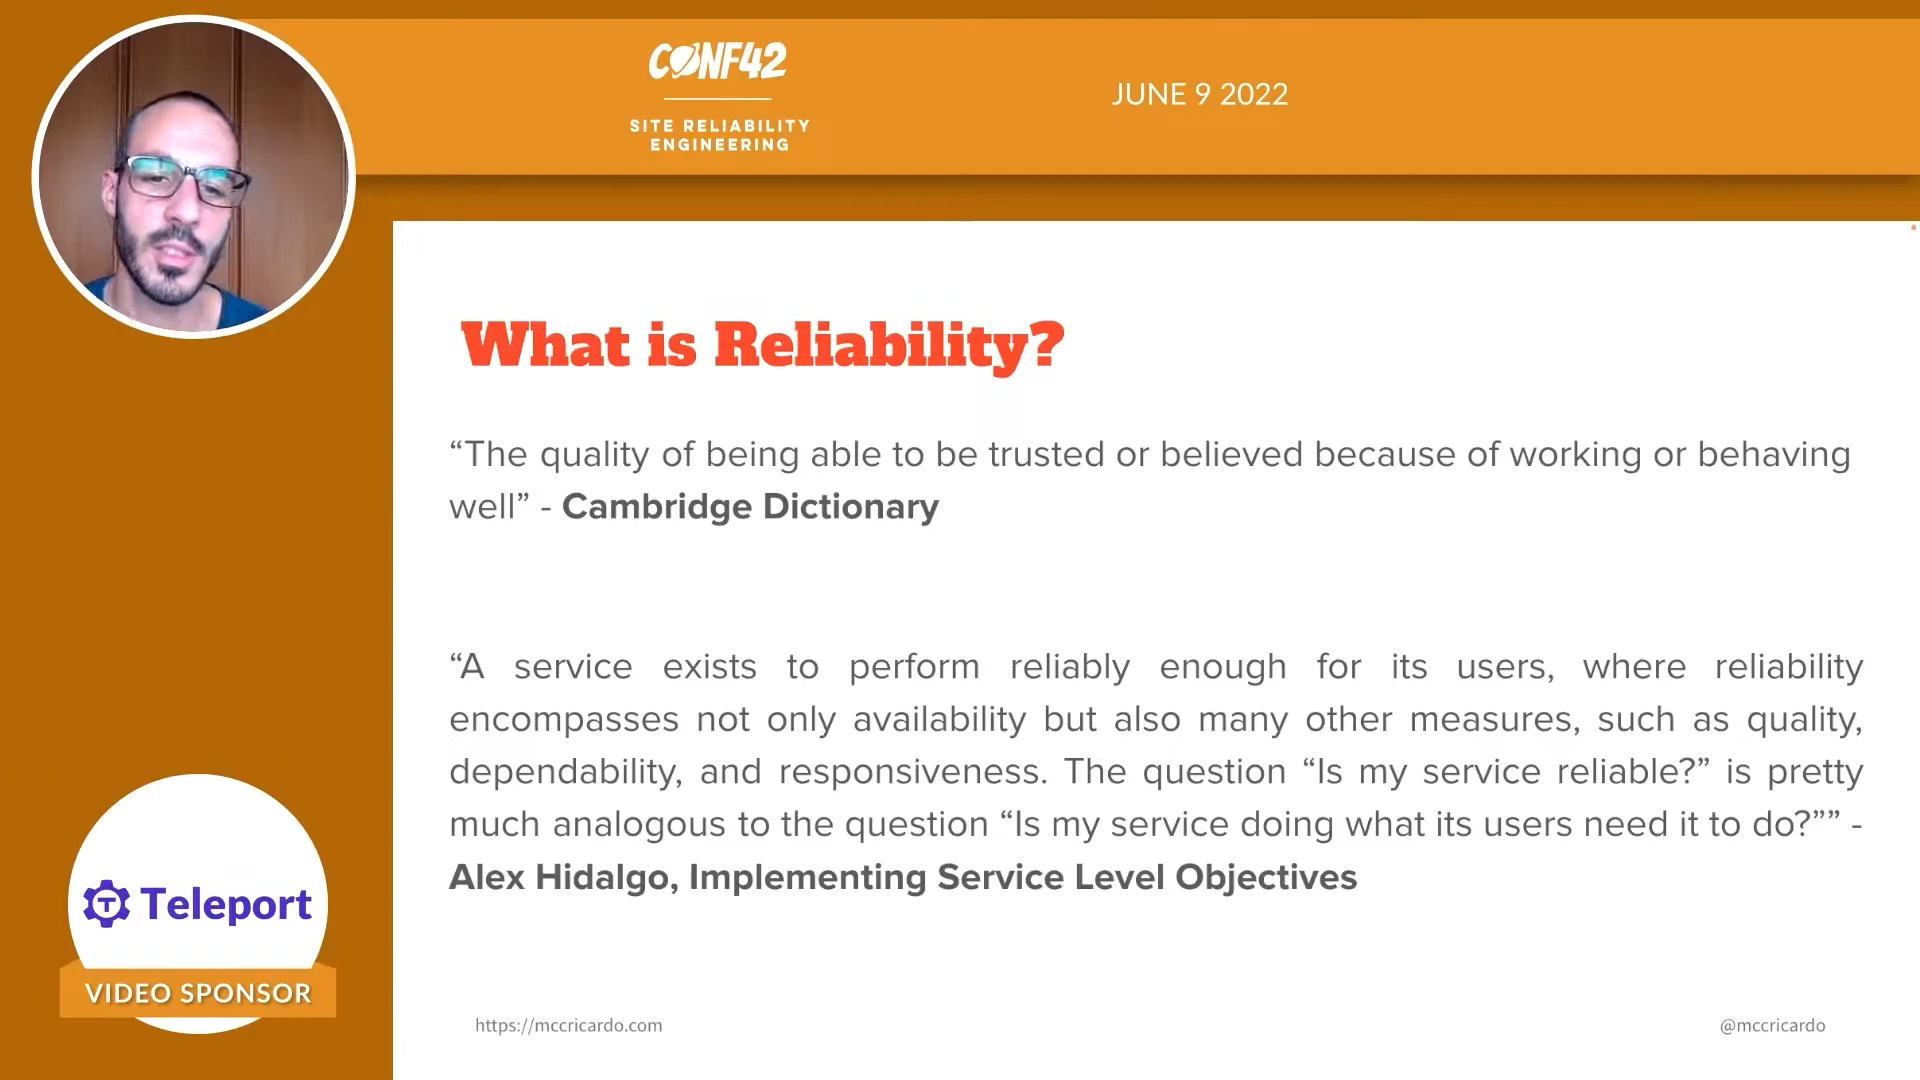 CONF42
SITE RELIABILITY
ENGINEERING
JUNE 9 2022
What is Reliability?
“The quality of being able to be trusted or believed because of working or behaving
well” - Cambridge Dictionary
“A service exists to perform reliably enough for its users, where reliability
encompasses not only availability but also many other measures, such as quality,
dependability, and responsiveness. The question “Is my service reliable?” is pretty
much analogous to the question “Is my service doing what its users need it to do?”” -
Alex Hidalgo, Implementing Service Level Objectives
Teleport
VIDEO SPONSOR
https://mccricardo.com
@mccricardo